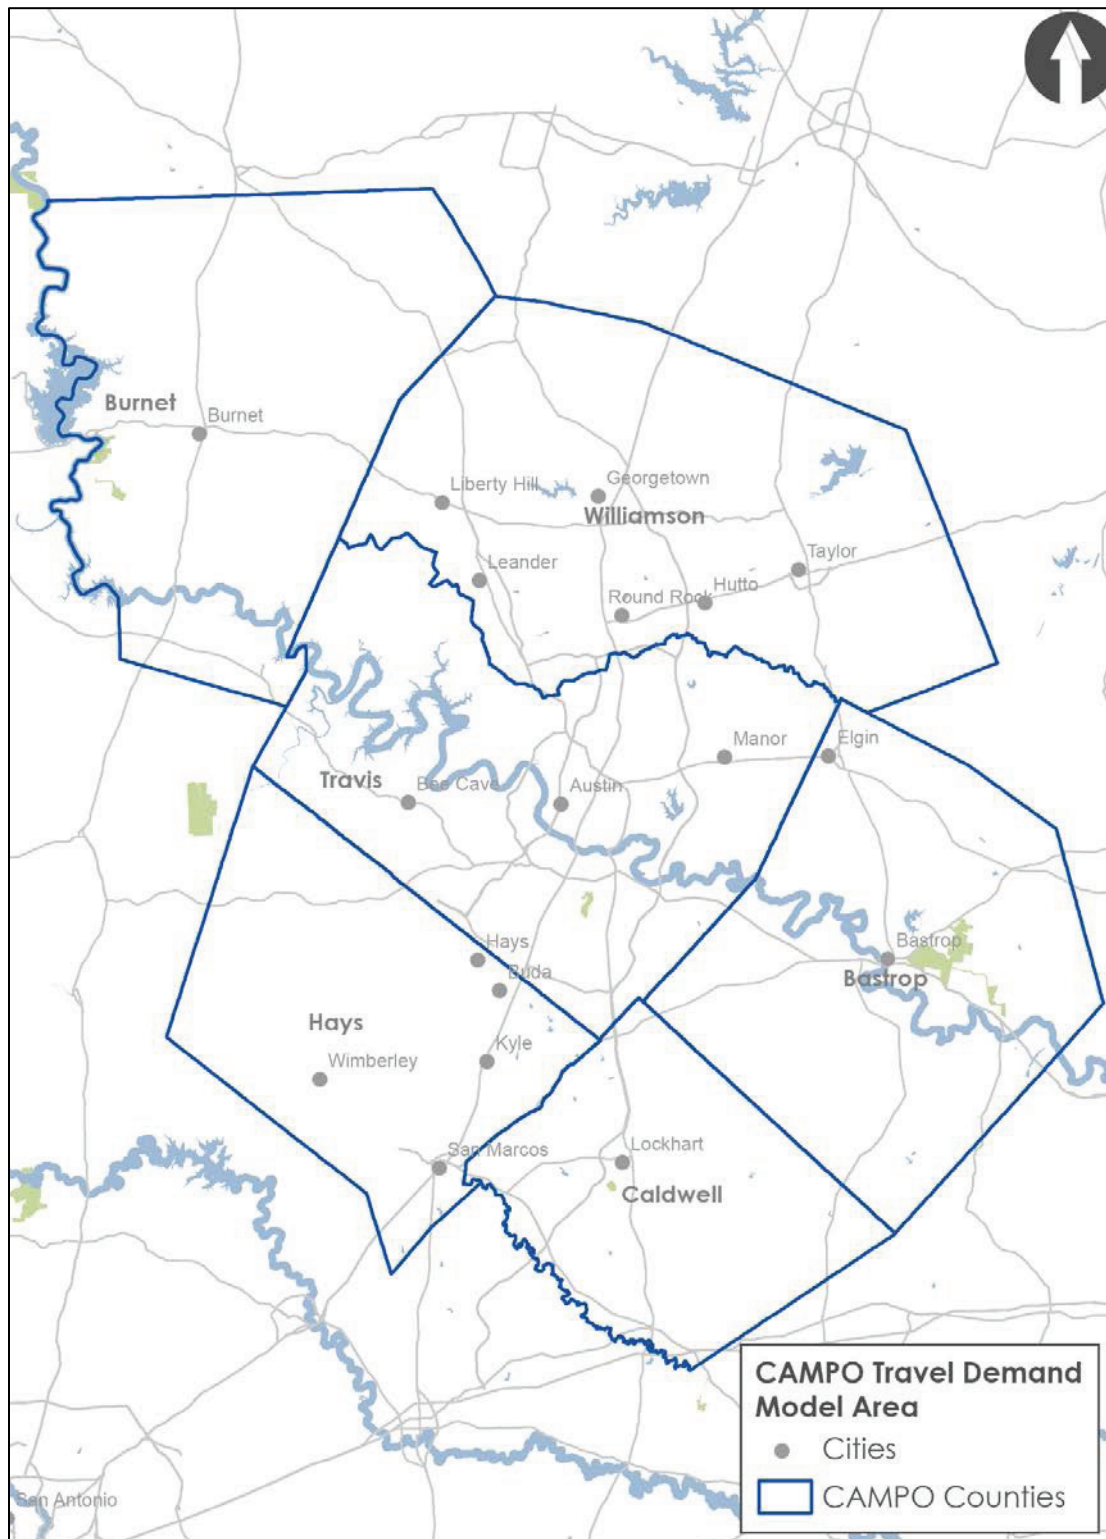 Burnet
Burnet
Liberty Hill
Georgetown
Williamson
Leander
Taylor
Hutto
Round Rock
Manor
Elgin
Travis
Bee Cave
Austin
Hays
Bastrop
Buda
Bastrop
Hays
Kyle
Wimberley
San Marcos
Lockhart
Caldwell
CAMPO Travel Demand
Model Area
Cities
CAMPO Counties
San Antonio